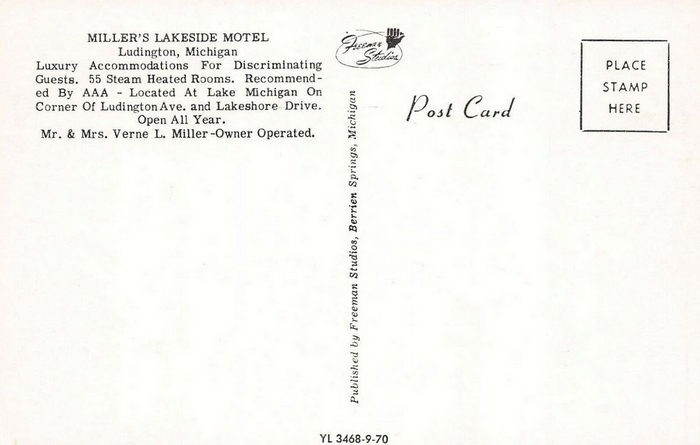 MILLER'S LAKESIDE MOTEL
Ludington, Michigan
Luxury Accommodations For Discriminating
Guests. 55 Steam Heated Rooms. Recommend-
ed By AAA - Located At Lake Michigan On
Corner Of Ludington Ave. and Lakeshore Drive.
Open All Year.
Mr. & Mrs. Verne L. Miller-Owner Operated.
Freeman
Studios
Published by Freeman Studios, Berrien Springs, Michigan
Post Card
PLACE
STAMP
HERE
YL 3468-9-70